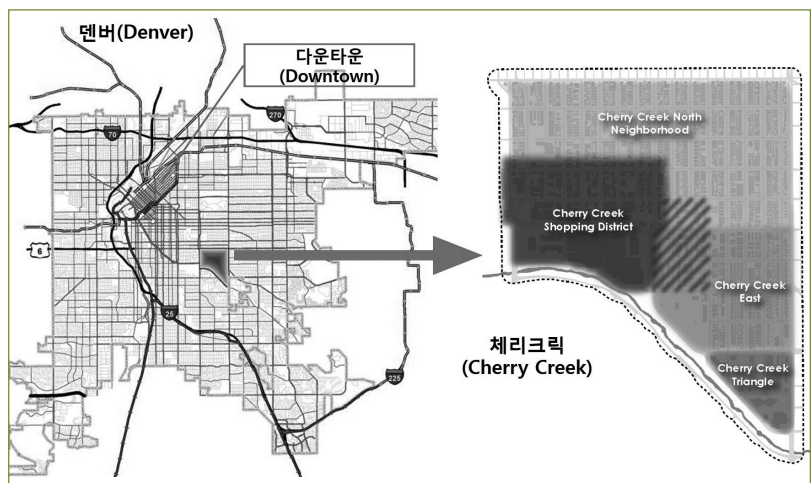 덴버(Denver)
다운타운
(Downtown)
270
70
6
25
225
Cherry Creek North
Neighborhood
Cherry Creek
Shopping District
Cherry Creek
East
Cherry Creek
Triangle
체리크릭
(Cherry Creek)